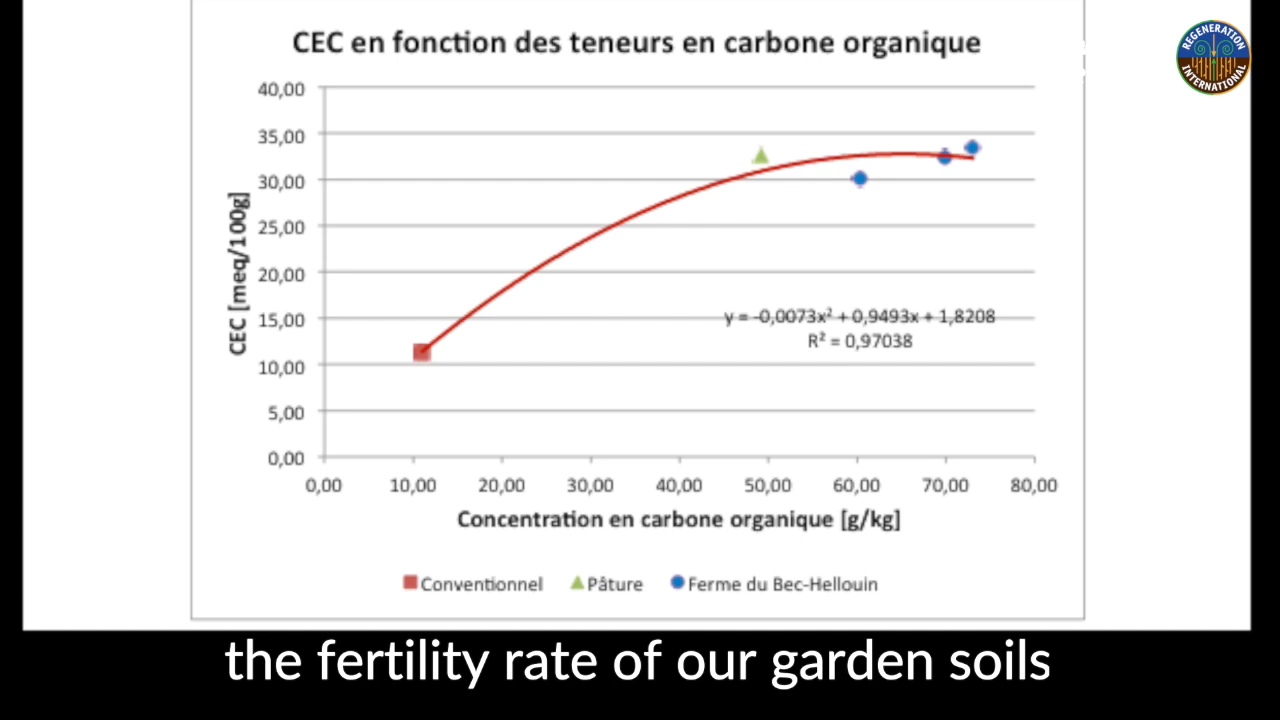 CEC en fonction des teneurs en carbone organique
REGENERATION
INTERNATIONAL
40,00
35,00
30,00
25,00
20,00
15,00
10,00
5,00
0,00
CEC [meq/100g]
y = -0,0073x² + 0,9493x + 1,8208
R² = 0,97038
0,00 10,00 20,00 30,00 40,00 50,00 60,00 70,00 80,00
Concentration en carbone organique [g/kg]
Conventionnel Pâture Ferme du Bec-Hellouin
the fertility rate of our garden soils